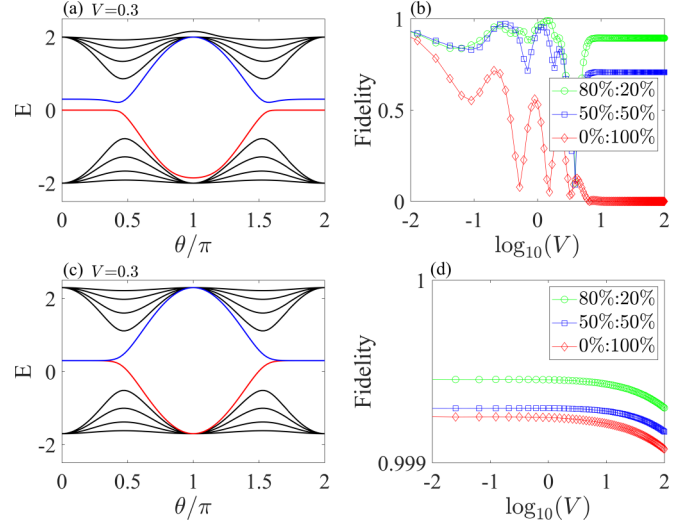 (a) V=0.3
2
0
-2
E
0 0.5 1 1.5 2
θ/π
(b)
1
0.5
0
Fidelity
80%:20%
50%:50%
0%:100%
-2 -1 0 1 2
log10(V)
(c) V=0.3
2
0
-2
E
0 0.5 1 1.5 2
θ/π
(d)
1
0.999
Fidelity
80%:20%
50%:50%
0%:100%
-2 -1 0 1 2
log10(V)